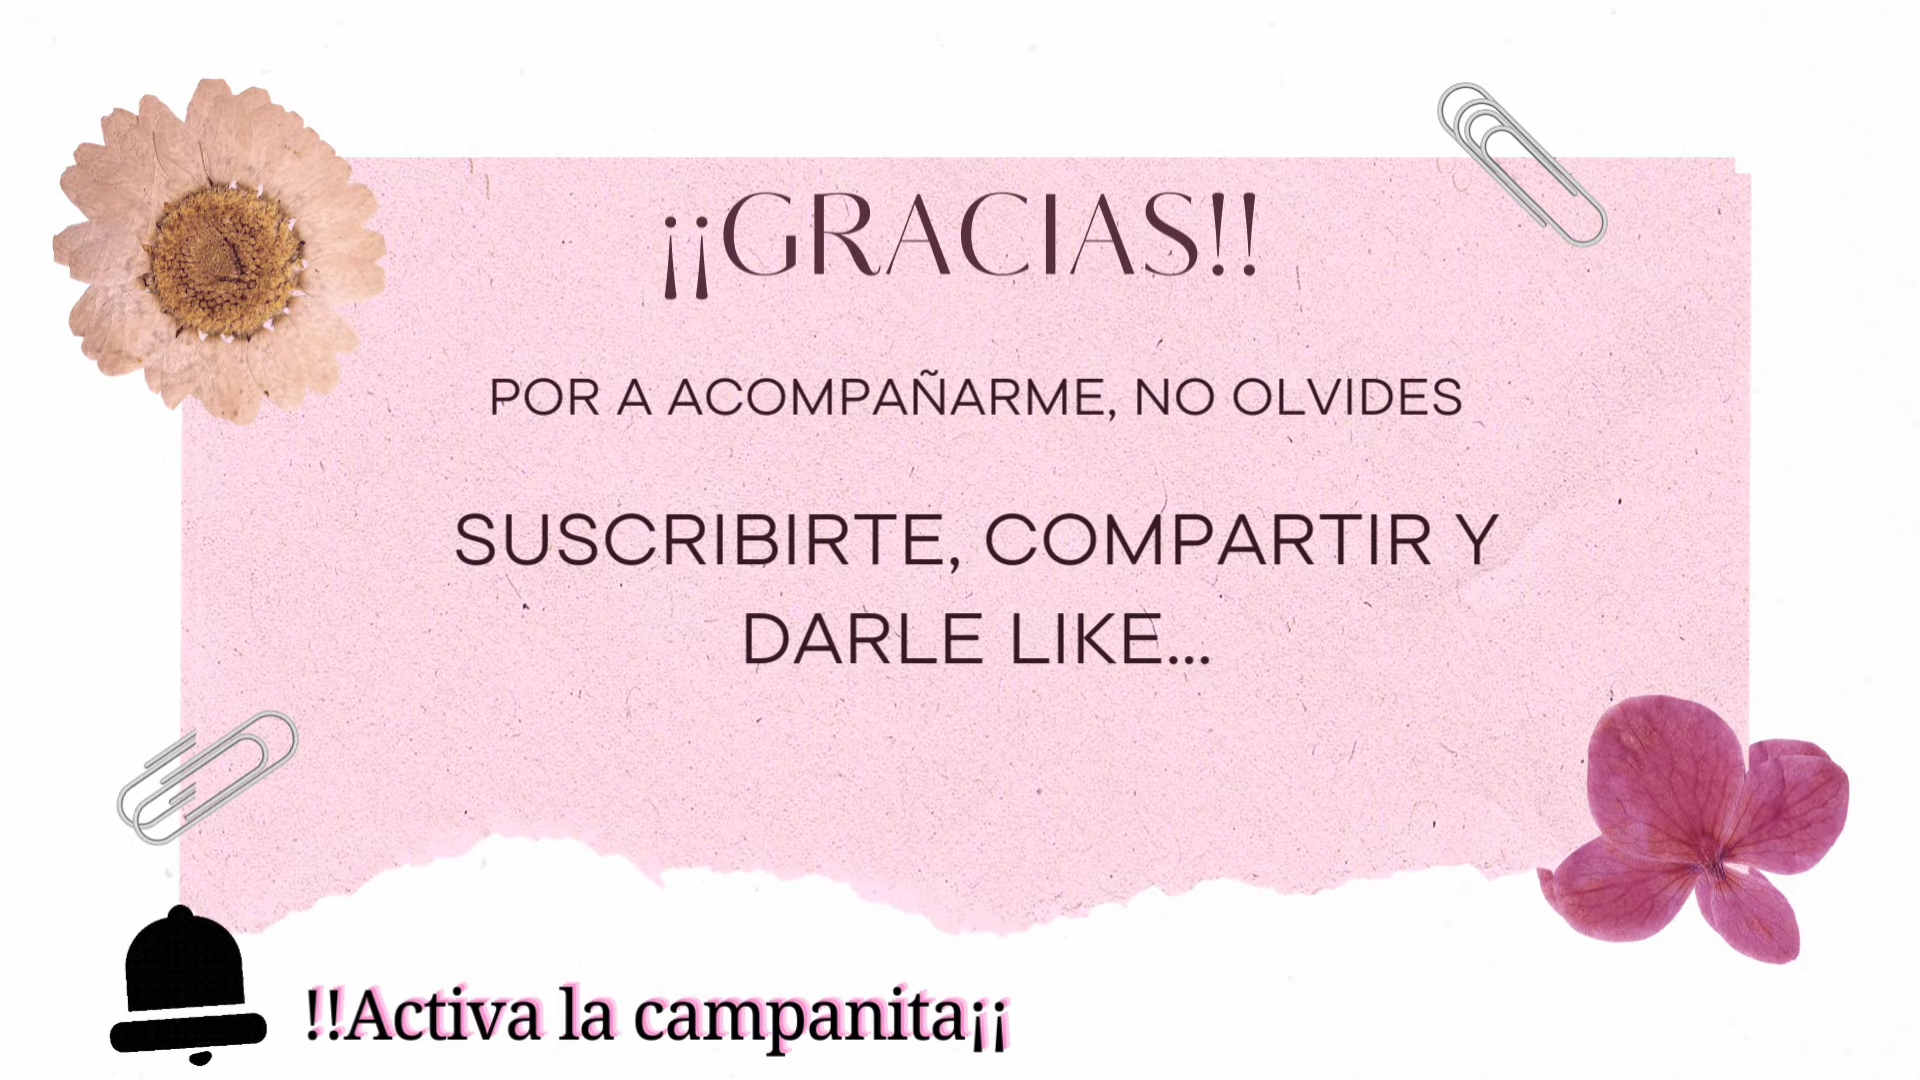 ¡¡GRACIAS!!
POR A ACOMPAÑARME, NO OLVIDES
SUSCRIBIRTE, COMPARTIR Y
DARLE LIKE...
!!Activa la campanita¡¡